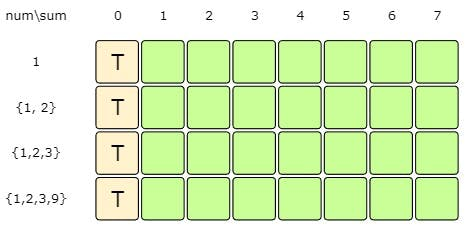 num\sum 0 1 2 3 4 5 6 7
1 T
{1, 2} T
{1,2,3} T
{1,2,3,9} T